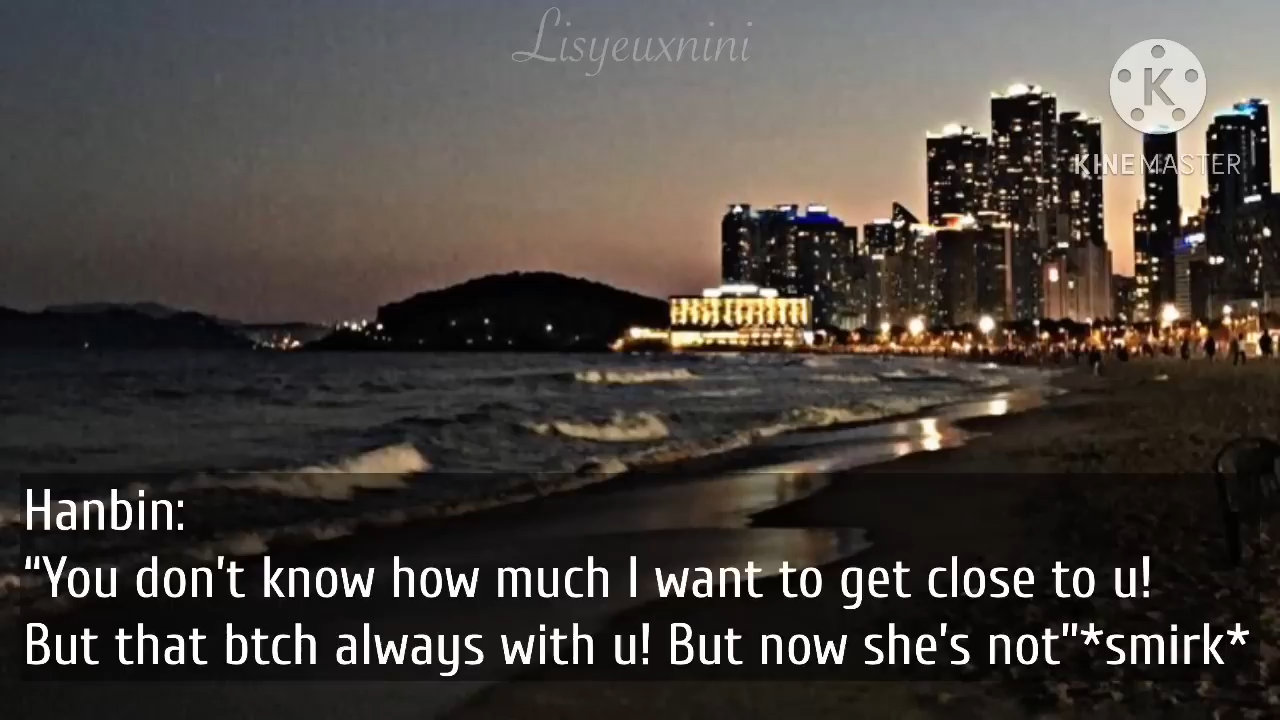 Lisyeuxnini
K
KINEMASTER
Hanbin:
“You don't know how much I want to get close to u!
But that btch always with u! But now she's not”*smirk*